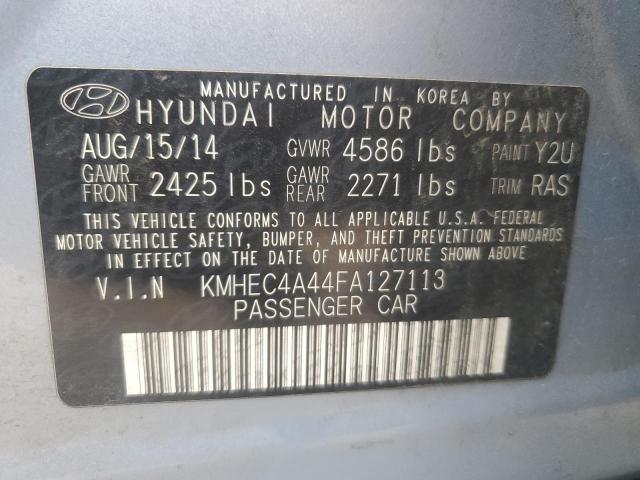 MANUFACTURED IN KOREA BY
HYUNDAI MOTOR COMPANY
AUG/15/14 GVWR 4586 lbs PAINT Y2U
GAWR FRONT 2425 lbs GAWR REAR 2271 lbs TRIM RAS
THIS VEHICLE CONFORMS TO ALL APPLICABLE U.S.A. FEDERAL
MOTOR VEHICLE SAFETY, BUMPER, AND THEFT PREVENTION STANDARDS
IN EFFECT ON THE DATE OF MANUFACTURE SHOWN ABOVE.
V.I.N KMHEC4A44FA127113
PASSENGER CAR